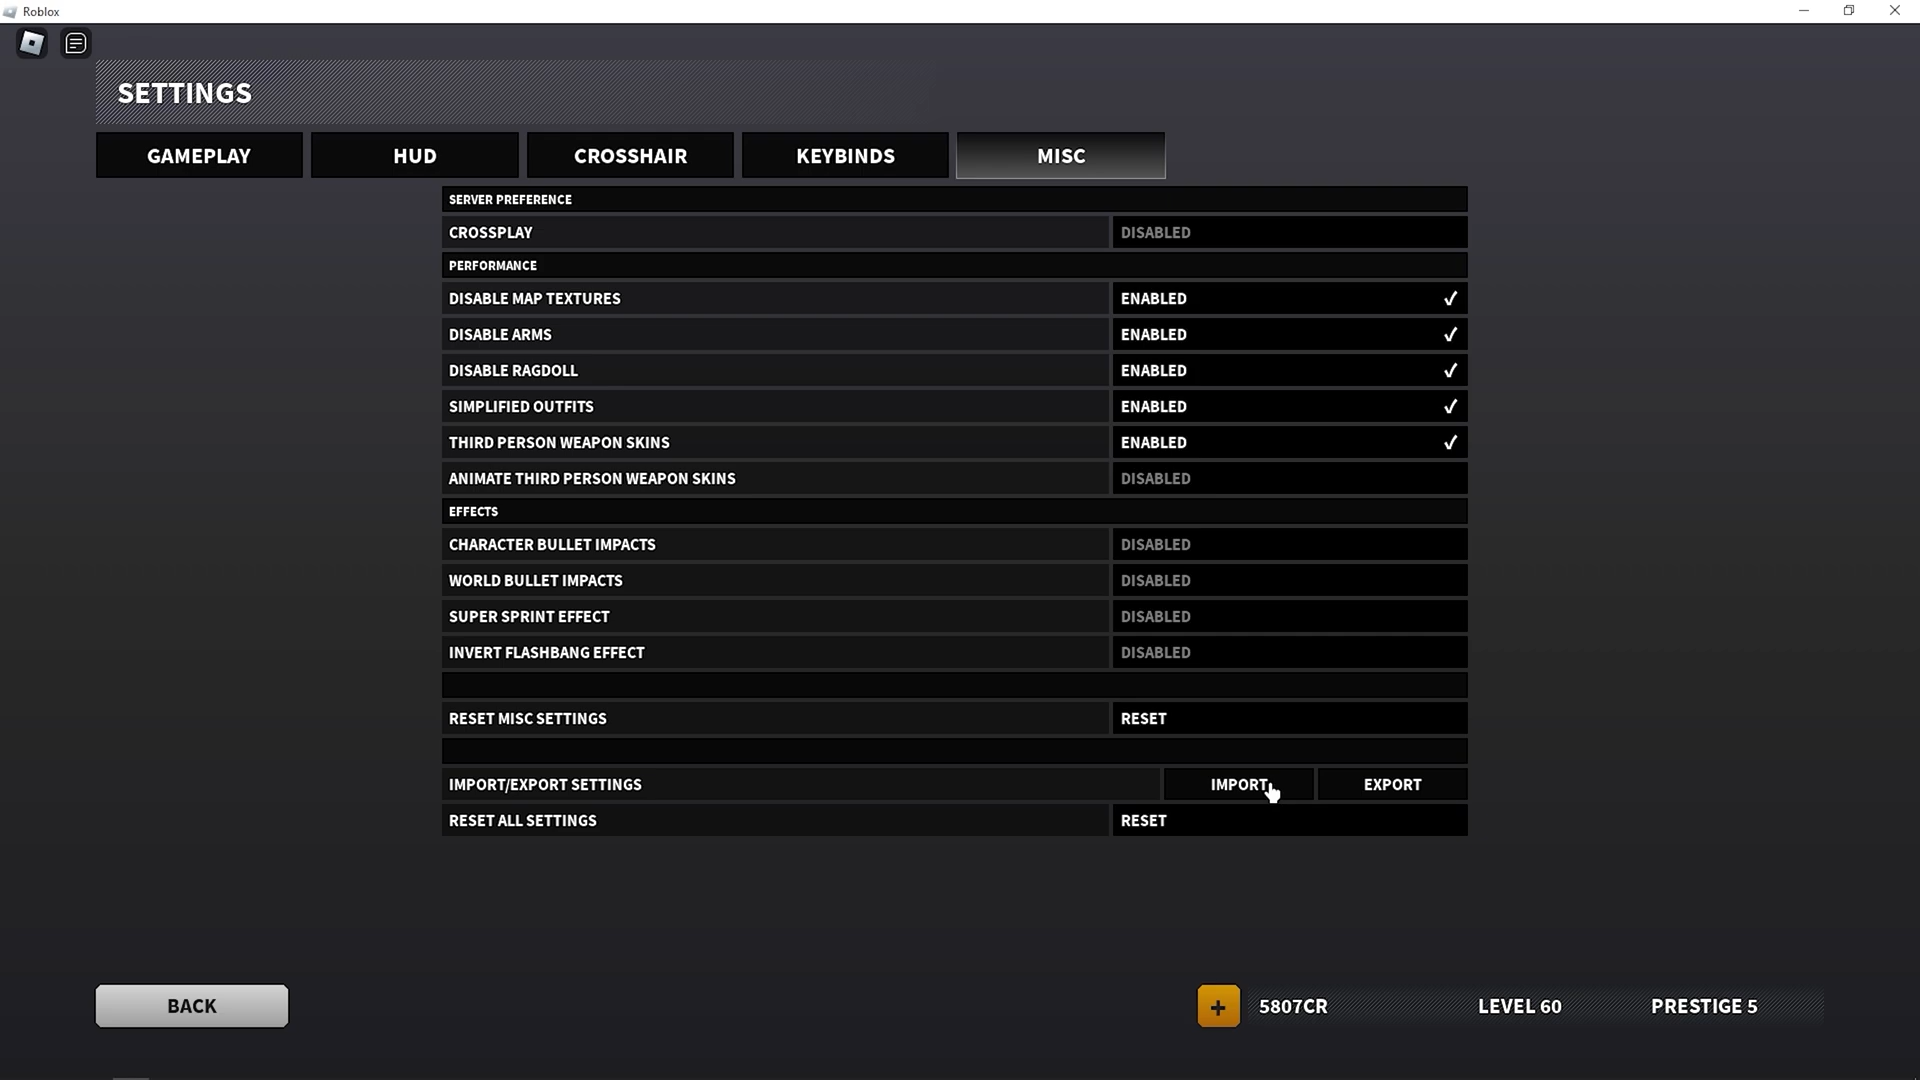 Roblox
SETTINGS
GAMEPLAY HUD CROSSHAIR KEYBINDS MISC
SERVER PREFERENCE
CROSSPLAY DISABLED
PERFORMANCE
DISABLE MAP TEXTURES ENABLED ✓
DISABLE ARMS ENABLED ✓
DISABLE RAGDOLL ENABLED ✓
SIMPLIFIED OUTFITS ENABLED ✓
THIRD PERSON WEAPON SKINS ENABLED ✓
ANIMATE THIRD PERSON WEAPON SKINS DISABLED
EFFECTS
CHARACTER BULLET IMPACTS DISABLED
WORLD BULLET IMPACTS DISABLED
SUPER SPRINT EFFECT DISABLED
INVERT FLASHBANG EFFECT DISABLED
RESET MISC SETTINGS RESET
IMPORT/EXPORT SETTINGS IMPORT EXPORT
RESET ALL SETTINGS RESET
BACK + 5807CR LEVEL 60 PRESTIGE 5